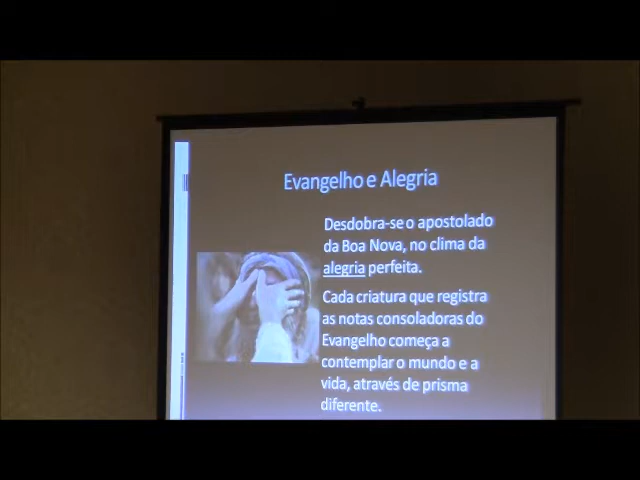 Evangelho e Alegria
Desdobra-se o apostolado
da Boa Nova, no clima da
alegria perfeita.
Cada criatura que registra
as notas consoladoras do
Evangelho começa a
contemplar o mundo e a
vida, através de prisma
diferente.